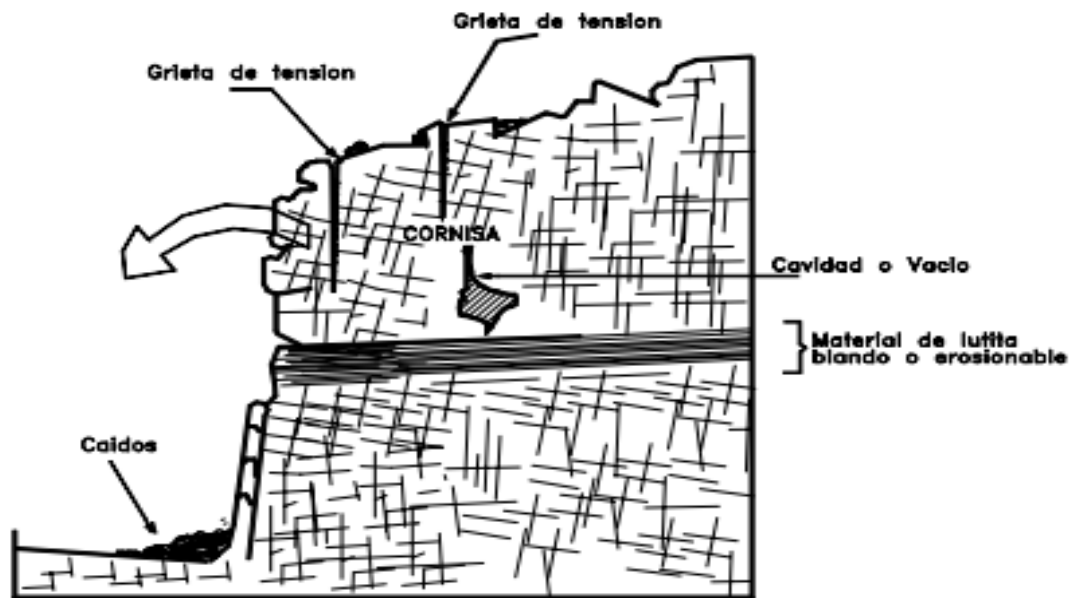 Grieta de tension
Grieta de tension
CORNISA
Cavidad o Vacio
Material de lutita
blando o erosionable
Caidos